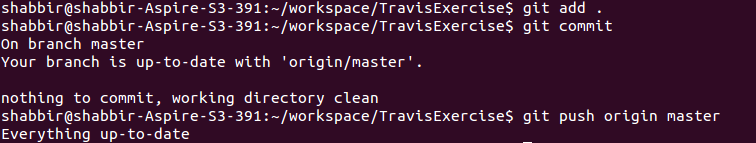 shabbir@shabbir-Aspire-S3-391:~/workspace/TravisExercise$ git add .
shabbir@shabbir-Aspire-S3-391:~/workspace/TravisExercise$ git commit
On branch master
Your branch is up-to-date with 'origin/master'.
nothing to commit, working directory clean
shabbir@shabbir-Aspire-S3-391:~/workspace/TravisExercise$ git push origin master
Everything up-to-date